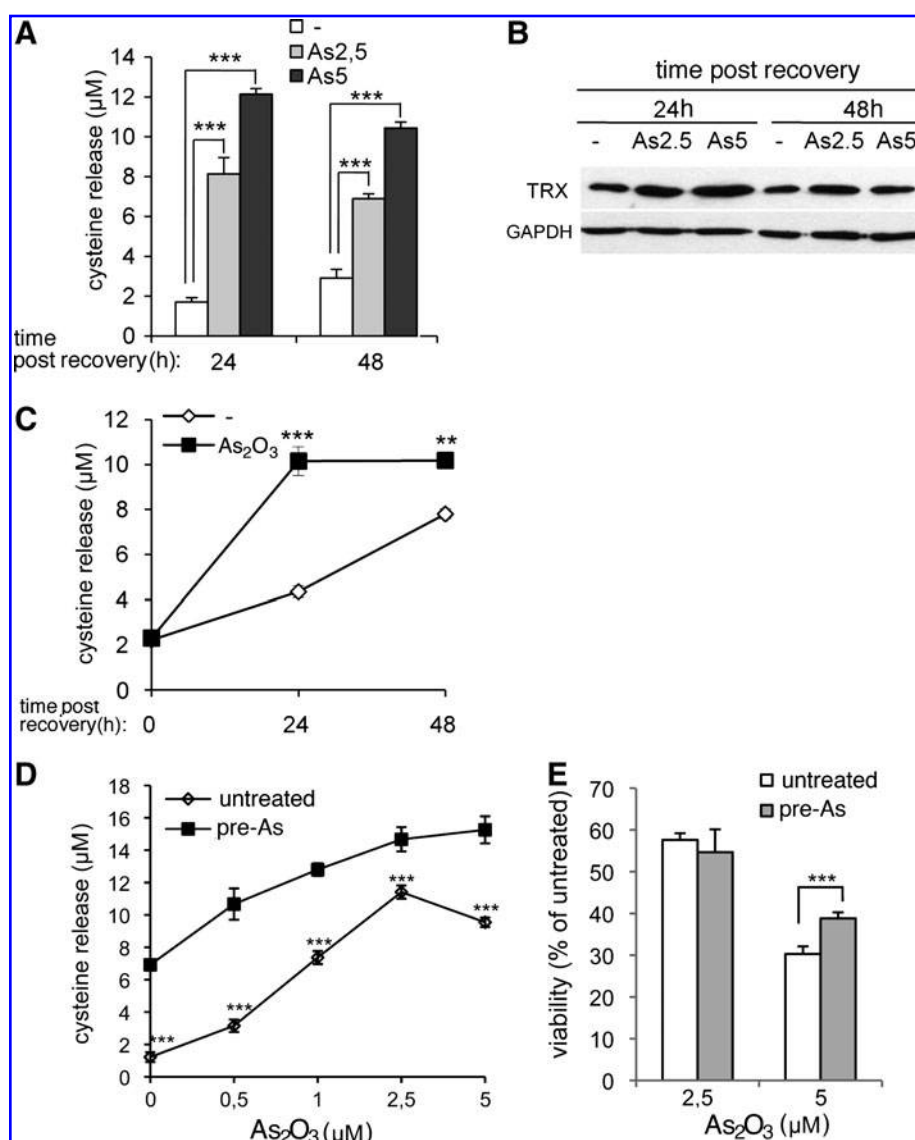 A
-
As2,5
As5
***
***
***
***
cysteine release (µM)
14
12
10
8
6
4
2
0
time
post recovery(h):
24
48
B
time post recovery
24h
48h
-
As2.5
As5
-
As2.5
As5
TRX
GAPDH
C
-
As₂O₃
***
**
cysteine release (µM)
12
10
8
6
4
2
0
time post
recovery(h):
0
24
48
D
untreated
pre-As
cysteine release (µM)
18
16
14
12
10
8
6
4
2
0
***
***
***
***
***
0
0,5
1
2,5
5
As₂O₃ (µM)
E
untreated
pre-As
***
viability (% of untreated)
70
60
50
40
30
20
10
0
2,5
5
As₂O₃ (µM)